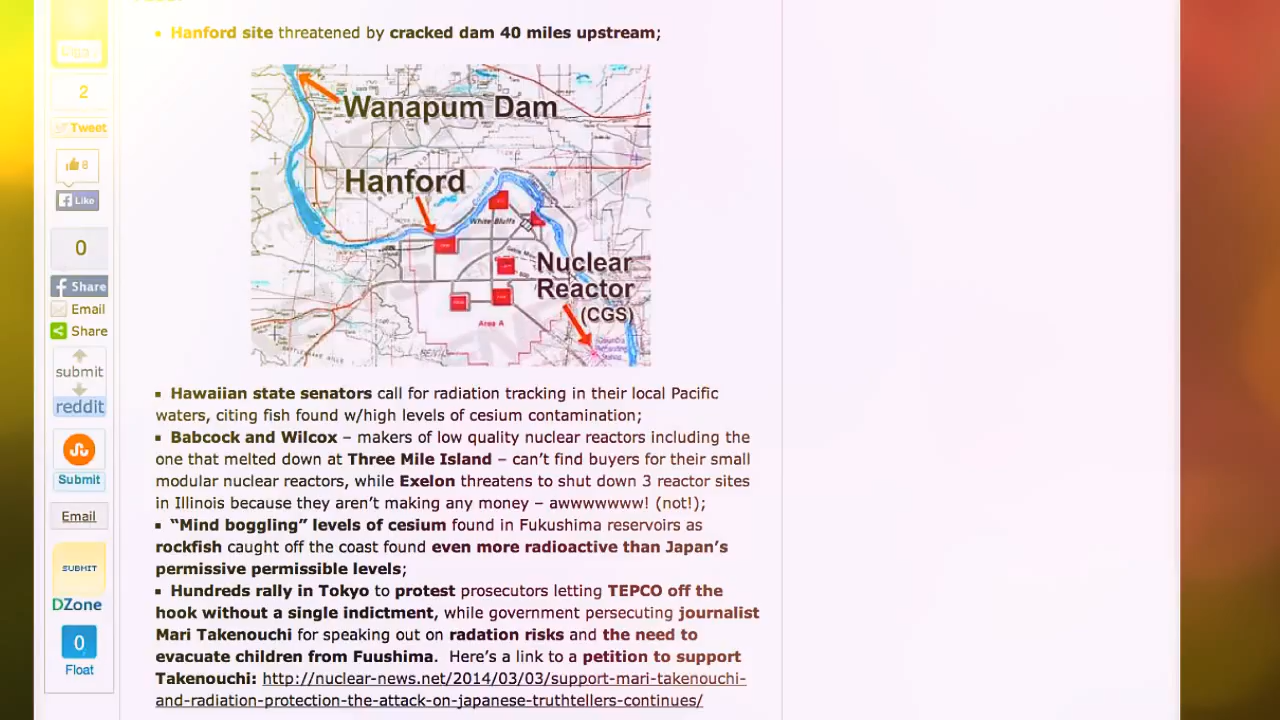 Hanford site threatened by cracked dam 40 miles upstream;
Digg
2
Tweet
8
Like
0
Share
Email
Share
submit
reddit
Submit
Email
SUBMIT
DZone
0
Float
Wanapum Dam
Hanford
White Bluffs
Nuclear
Reactor
(CGS)
Area A
▪ Hawaiian state senators call for radiation tracking in their local Pacific
waters, citing fish found w/high levels of cesium contamination;
▪ Babcock and Wilcox – makers of low quality nuclear reactors including the
one that melted down at Three Mile Island – can't find buyers for their small
modular nuclear reactors, while Exelon threatens to shut down 3 reactor sites
in Illinois because they aren't making any money – awwwwwww! (not!);
▪ “Mind boggling” levels of cesium found in Fukushima reservoirs as
rockfish caught off the coast found even more radioactive than Japan's
permissive permissible levels;
▪ Hundreds rally in Tokyo to protest prosecutors letting TEPCO off the
hook without a single indictment, while government persecuting journalist
Mari Takenouchi for speaking out on radation risks and the need to
evacuate children from Fuushima.  Here's a link to a petition to support
Takenouchi: http://nuclear-news.net/2014/03/03/support-mari-takenouchi-
and-radiation-protection-the-attack-on-japanese-truthtellers-continues/